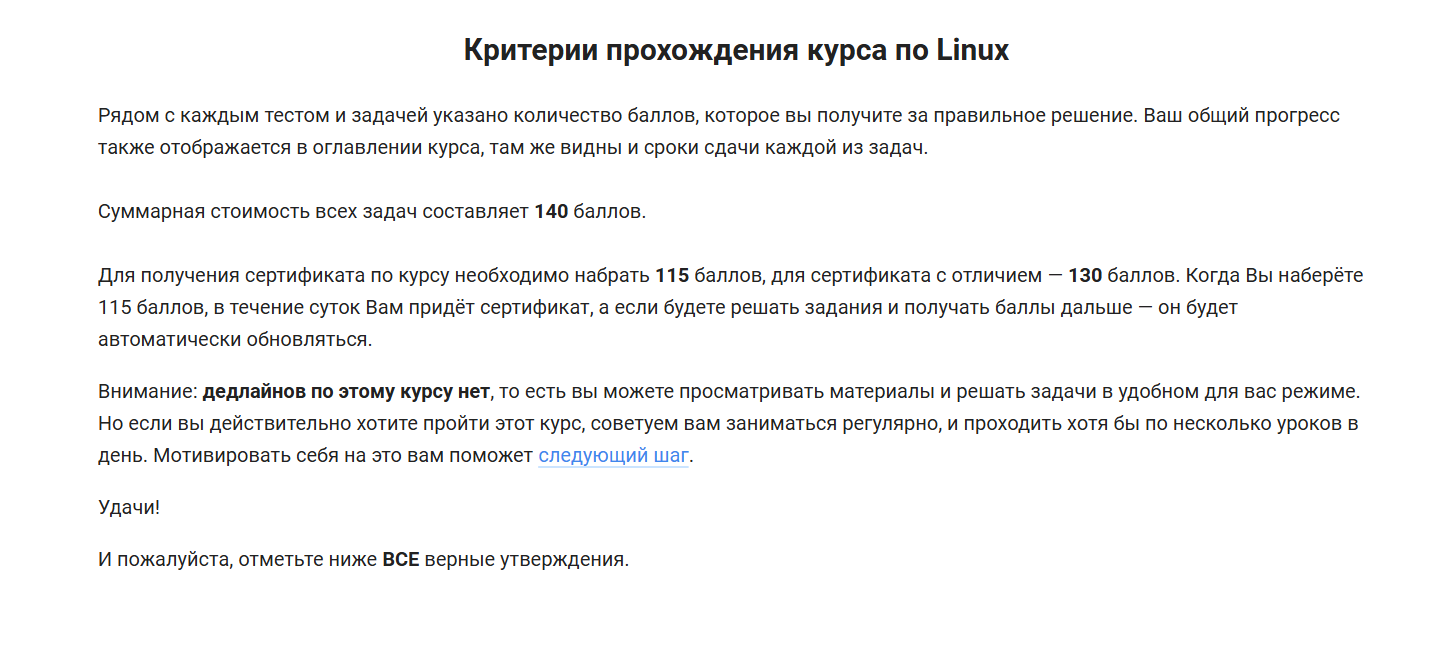 Критерии прохождения курса по Linux
Рядом с каждым тестом и задачей указано количество баллов, которое вы получите за правильное решение. Ваш общий прогресс
также отображается в оглавлении курса, там же видны и сроки сдачи каждой из задач.
Суммарная стоимость всех задач составляет 140 баллов.
Для получения сертификата по курсу необходимо набрать 115 баллов, для сертификата с отличием — 130 баллов. Когда Вы наберёте
115 баллов, в течение суток Вам придёт сертификат, а если будете решать задания и получать баллы дальше — он будет
автоматически обновляться.
Внимание: дедлайнов по этому курсу нет, то есть вы можете просматривать материалы и решать задачи в удобном для вас режиме.
Но если вы действительно хотите пройти этот курс, советуем вам заниматься регулярно, и проходить хотя бы по несколько уроков в
день. Мотивировать себя на это вам поможет следующий шаг.
Удачи!
И пожалуйста, отметьте ниже ВСЕ верные утверждения.